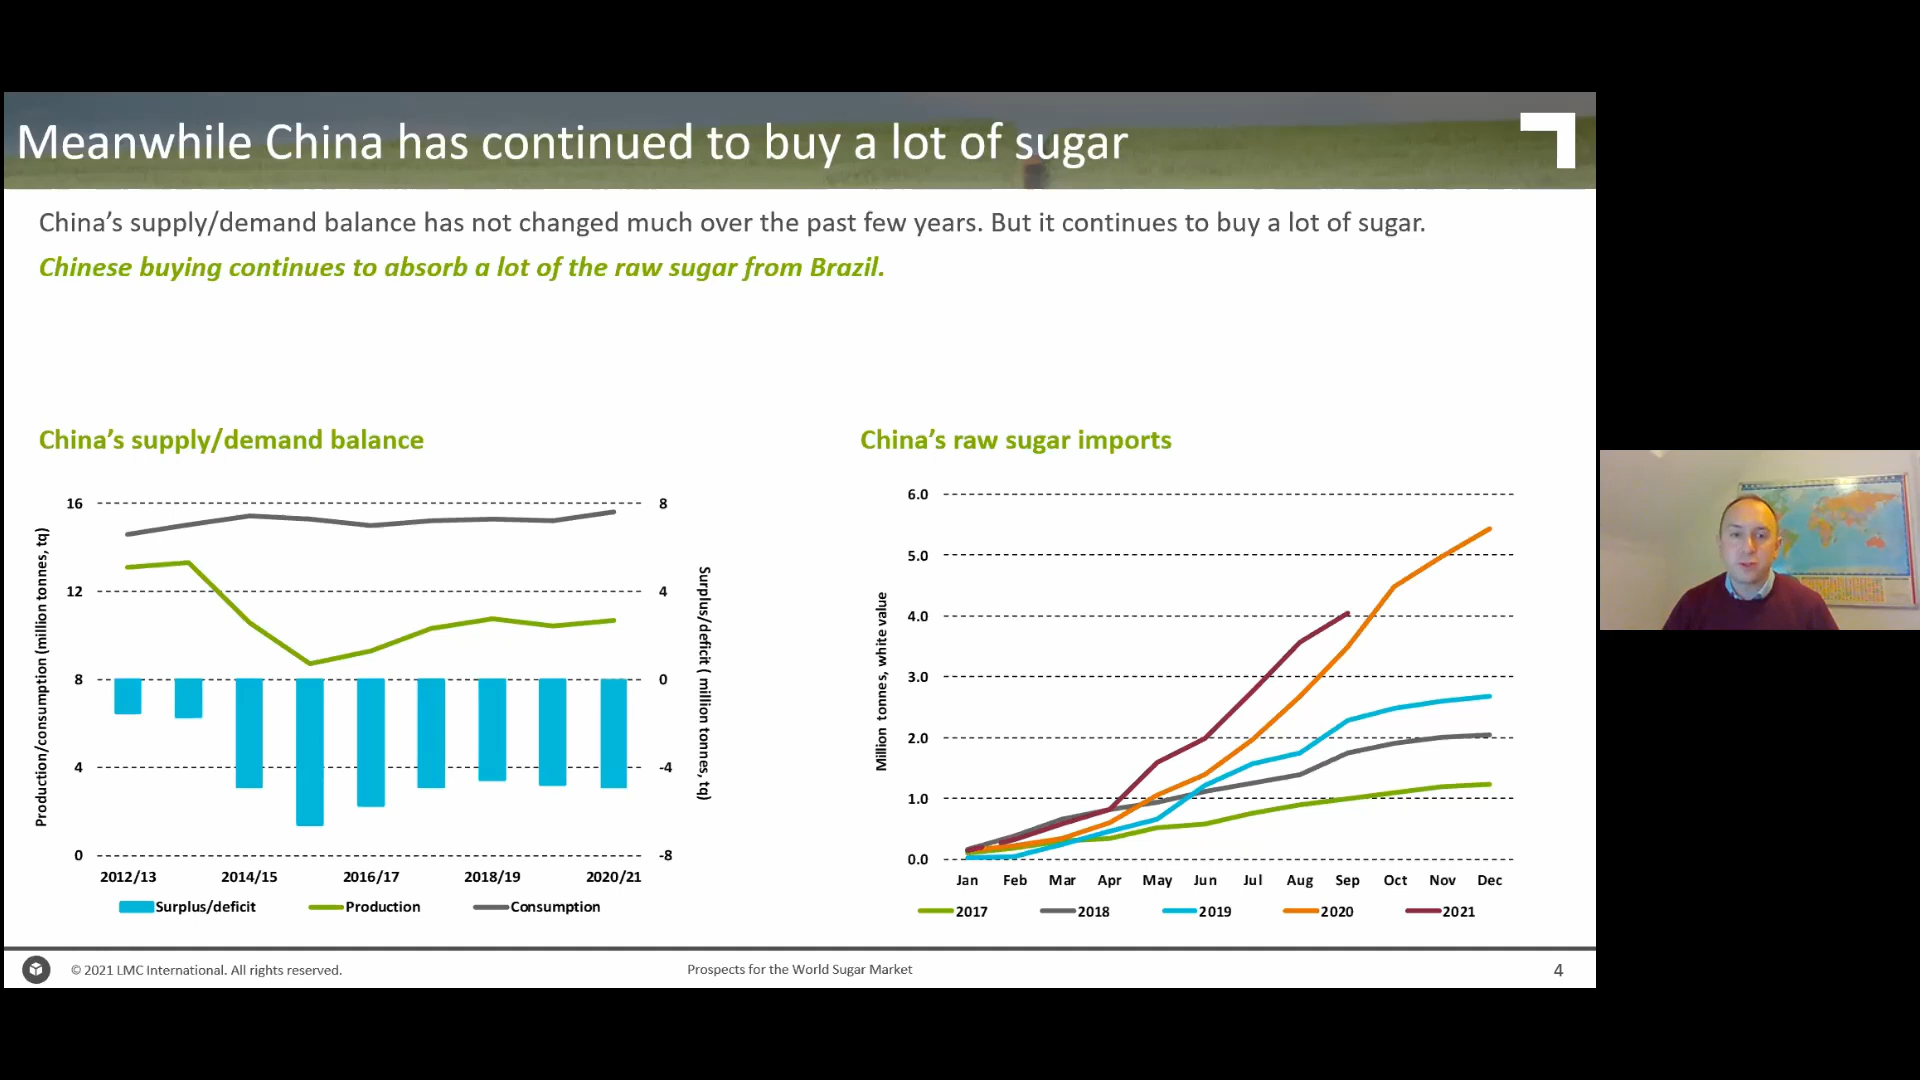 Meanwhile China has continued to buy a lot of sugar
China’s supply/demand balance has not changed much over the past few years. But it continues to buy a lot of sugar.
Chinese buying continues to absorb a lot of the raw sugar from Brazil.
China’s supply/demand balance
Production/consumption (million tonnes, tq)
16
12
8
4
0
8
4
0
-4
-8
Surplus/deficit ( million tonnes, tq)
2012/13 2014/15 2016/17 2018/19 2020/21
Surplus/deficit Production Consumption
China’s raw sugar imports
Million tonnes, white value
6.0
5.0
4.0
3.0
2.0
1.0
0.0
Jan Feb Mar Apr May Jun Jul Aug Sep Oct Nov Dec
2017 2018 2019 2020 2021
© 2021 LMC International. All rights reserved.
Prospects for the World Sugar Market
4